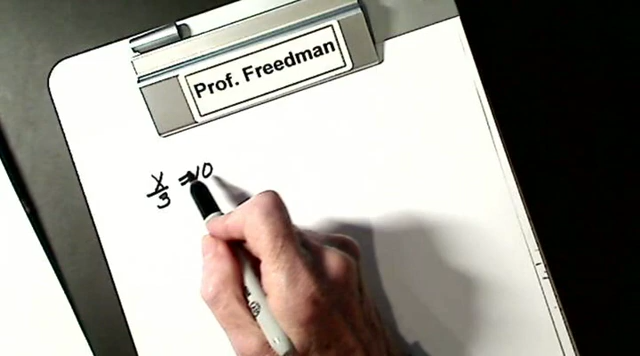 Prof. Freedman
x/3 = 10